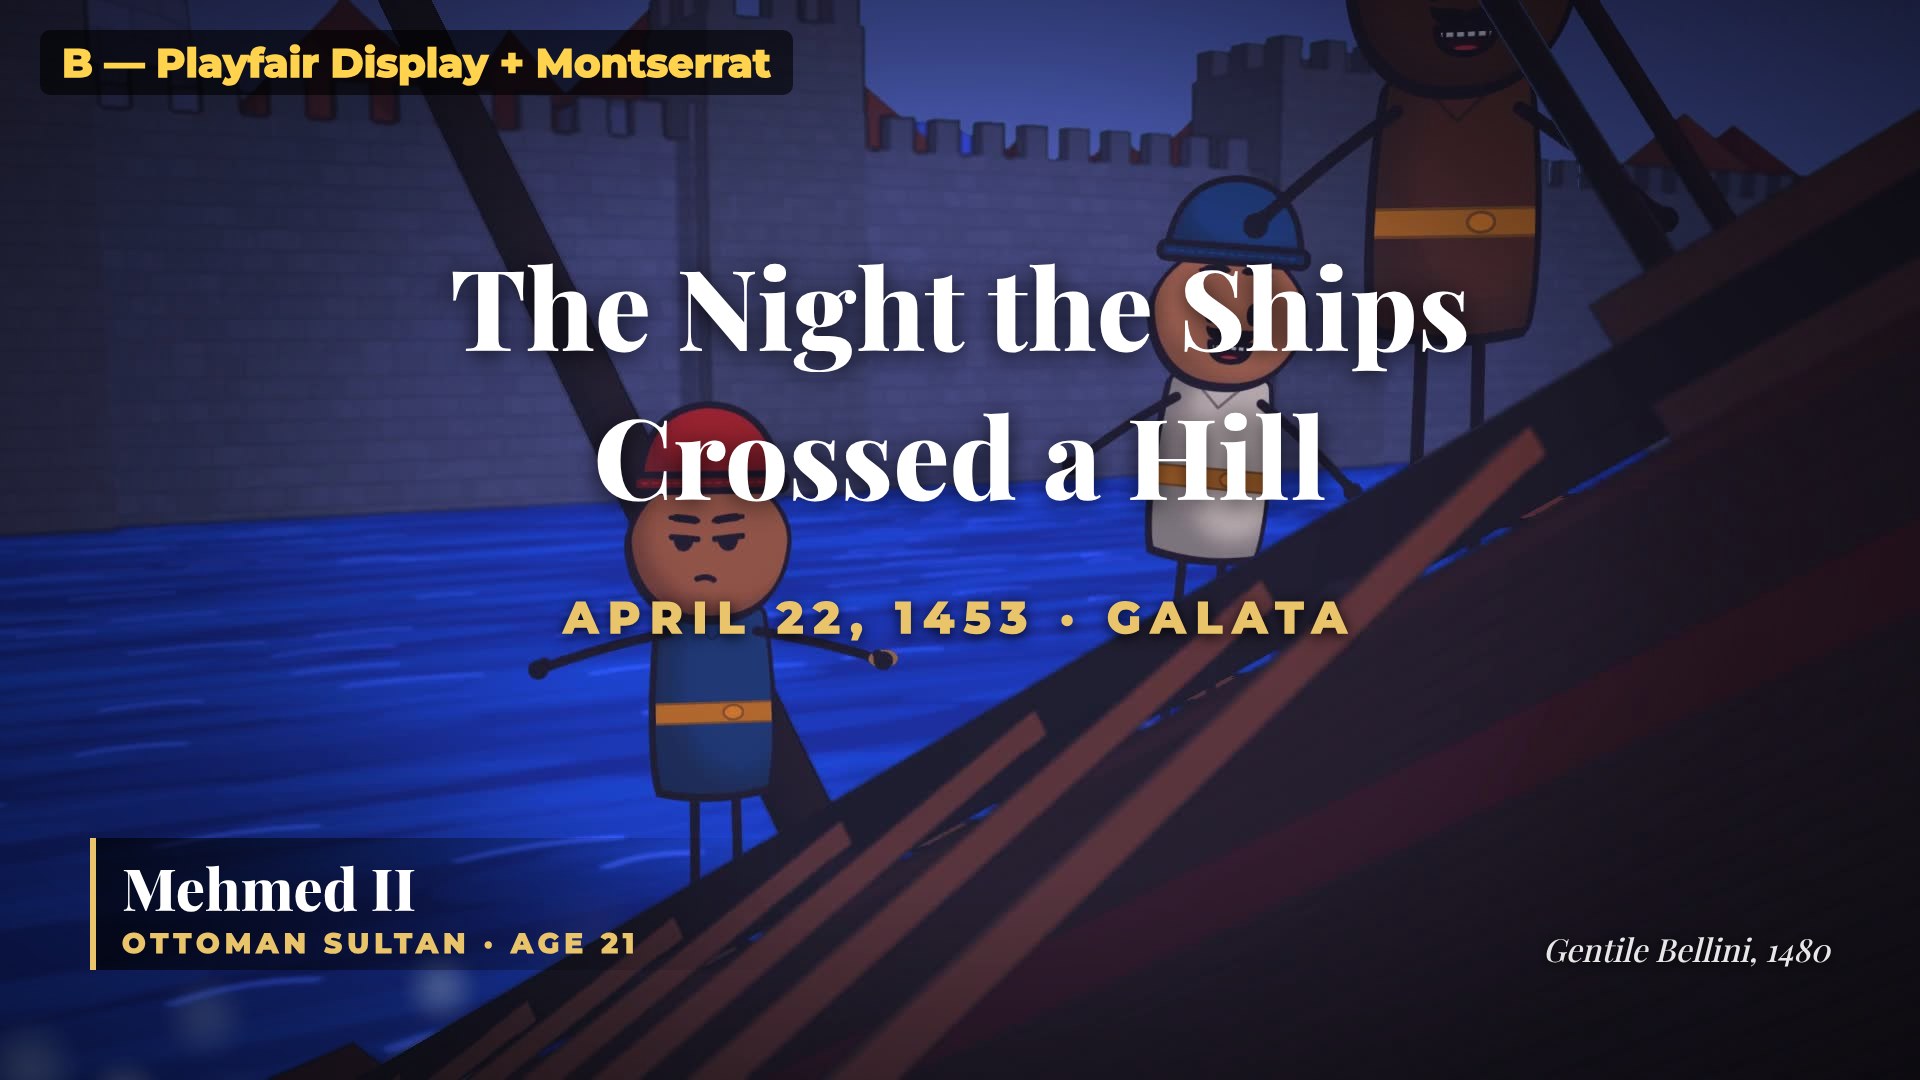 B — Playfair Display + Montserrat
The Night the Ships
Crossed a Hill
APRIL 22, 1453 • GALATA
Mehmed II
OTTOMAN SULTAN • AGE 21
Gentile Bellini, 1480